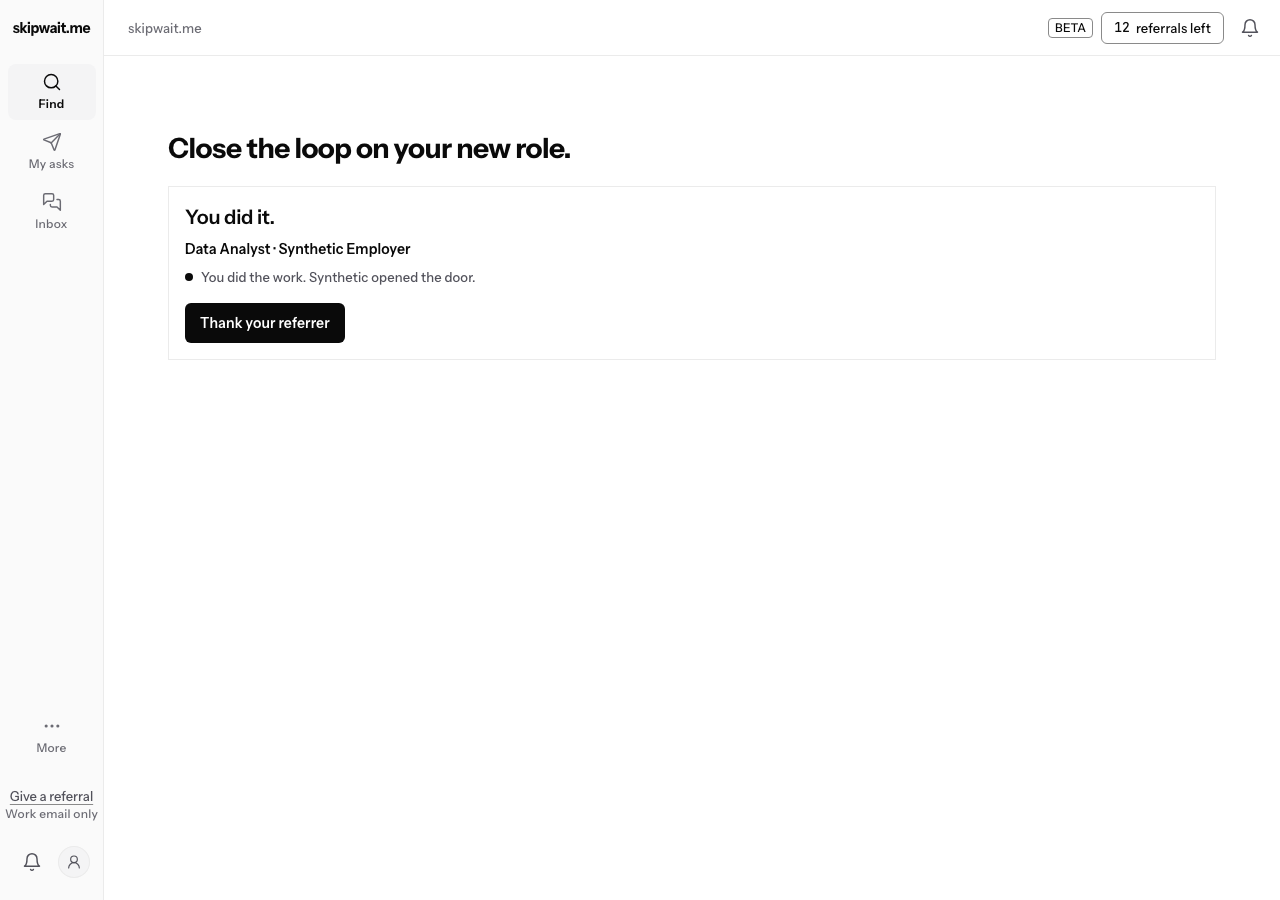 skipwait.me
skipwait.me
BETA
12 referrals left
Find
My asks
Inbox
Close the loop on your new role.
You did it.
Data Analyst · Synthetic Employer
You did the work. Synthetic opened the door.
Thank your referrer
More
Give a referral
Work email only